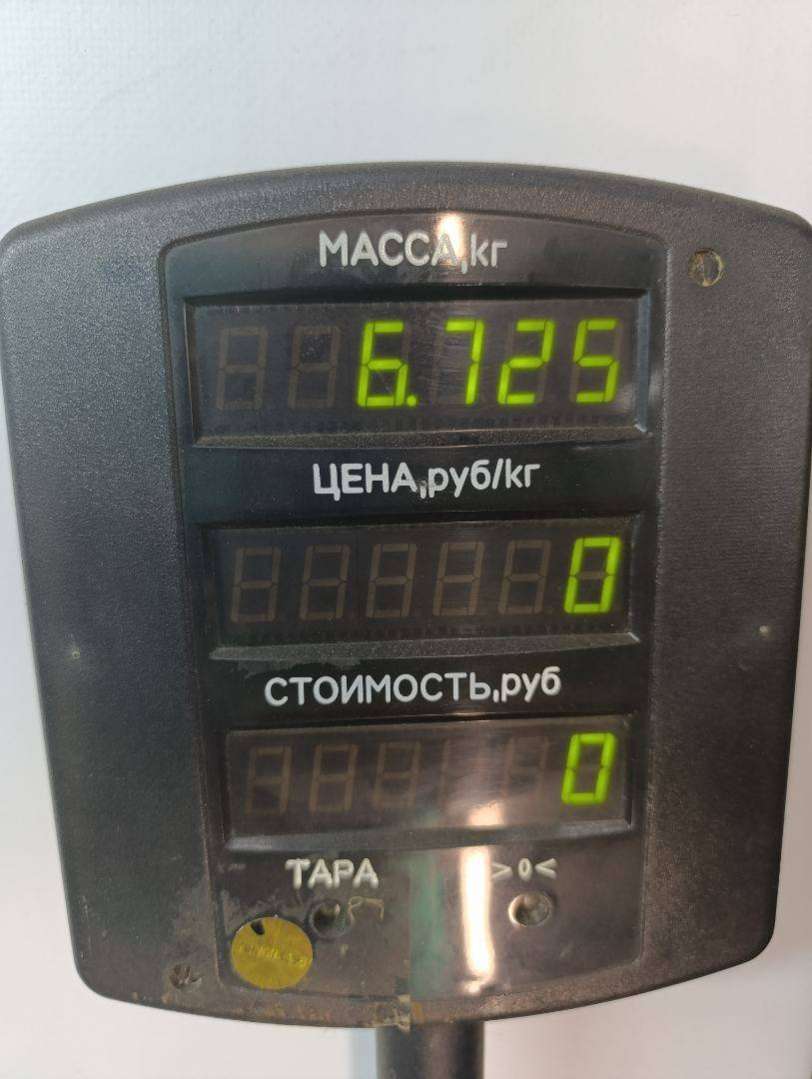 МАССА,кг
6.725
ЦЕНА,руб/кг
0
СТОИМОСТЬ,руб
0
ТАРА >0<